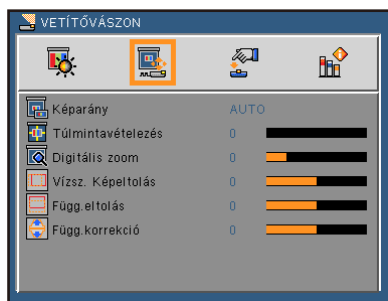 VETÍTŐVÁSZON
Képarány AUTO
Túlmintavételezés 0
Digitális zoom 0
Vízsz. Képeltolás 0
Függ.eltolás 0
Függ.korrekció 0